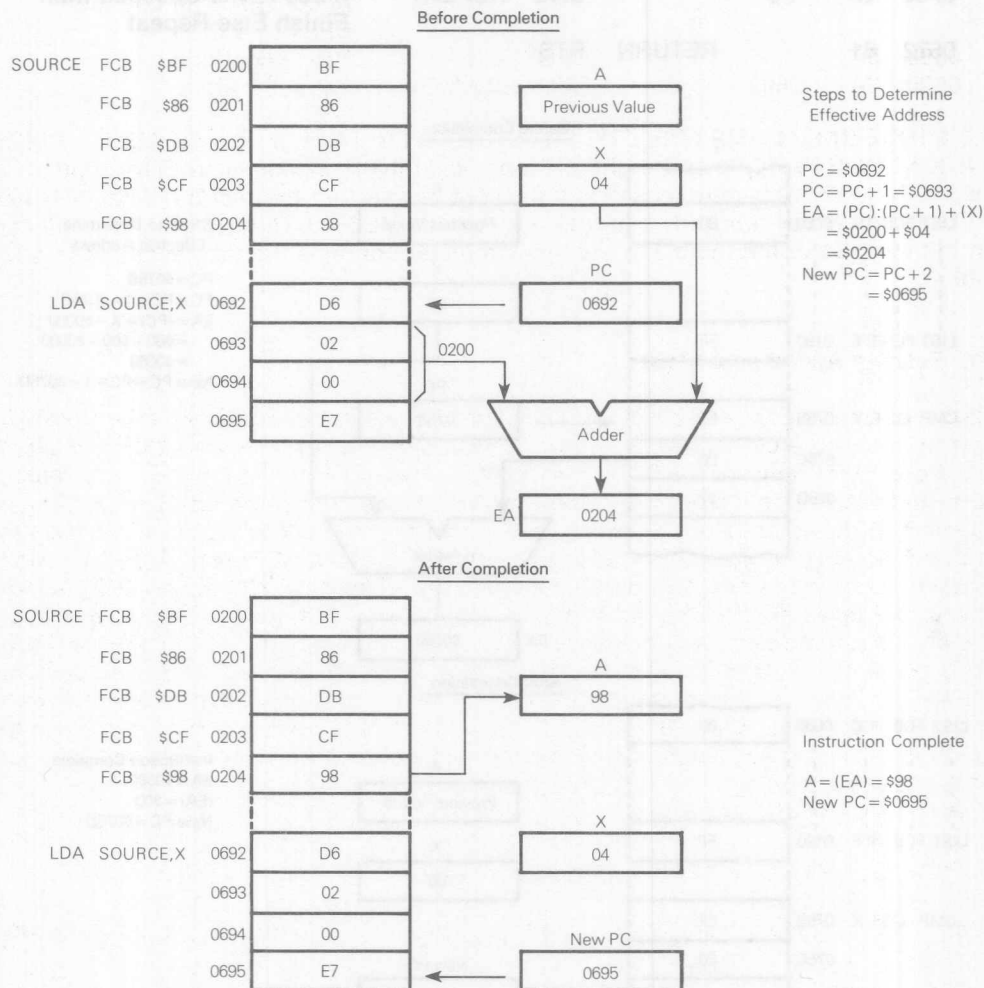 Finish Else Repeat
RETURN RTS
Before Completion
SOURCE FCB $BF 0200 BF
FCB $86 0201 86
FCB $DB 0202 DB
FCB $CF 0203 CF
FCB $98 0204 98
LDA SOURCE,X 0692 D6
0693 02
0694 00
0695 E7
0200
A
Previous Value
X
04
PC
0692
Adder
EA 0204
Steps to Determine
Effective Address
PC = $0692
PC = PC + 1 = $0693
EA = (PC):(PC + 1) + (X)
= $0200 + $04
= $0204
New PC = PC + 2
= $0695
After Completion
SOURCE FCB $BF 0200 BF
FCB $86 0201 86
FCB $DB 0202 DB
FCB $CF 0203 CF
FCB $98 0204 98
LDA SOURCE,X 0692 D6
0693 02
0694 00
0695 E7
A
98
X
04
New PC
0695
Instruction Complete
A = (EA) = $98
New PC = $0695